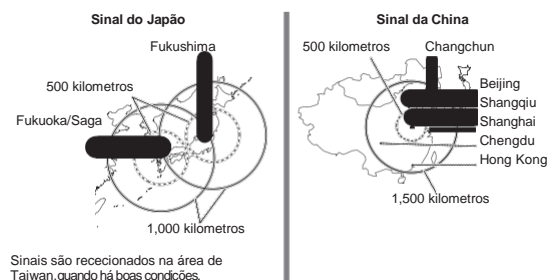 Sinal do Japão
Fukushima
500 kilometros
Fukuoka/Saga
1,000 kilometros
Sinais são rececionados na área de
Taiwan, quando há boas condições.
Sinal da China
500 kilometros
Changchun
Beijing
Shangqiu
Shanghai
Chengdu
Hong Kong
1,500 kilometros